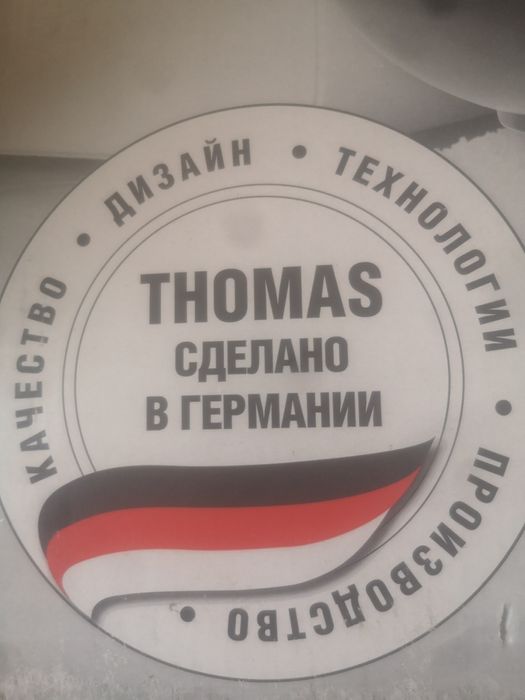 КАЧЕСТВО • ДИЗАЙН • ТЕХНОЛОГИИ • ПРОИЗВОДСТВО •
THOMAS
СДЕЛАНО
В ГЕРМАНИИ